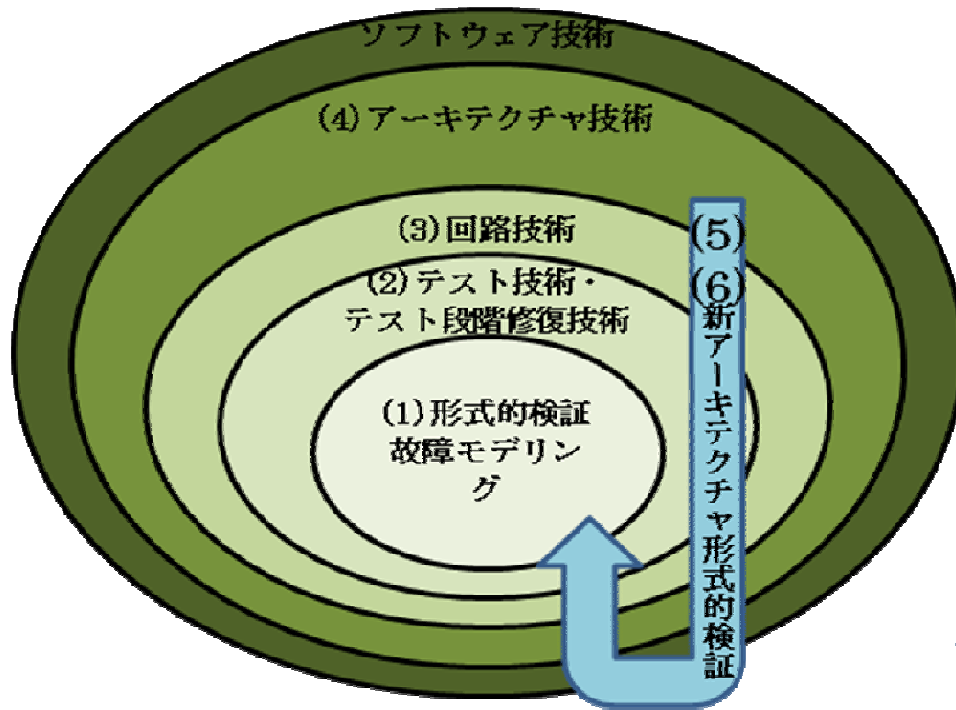 ソフトウェア技術
(4)アーキテクチャ技術
(3)回路技術
(2)テスト技術・
テスト段階修復技術
(1)形式的検証
故障モデリン
グ
(5)
(6)
新アーキテクチャ形式的検証